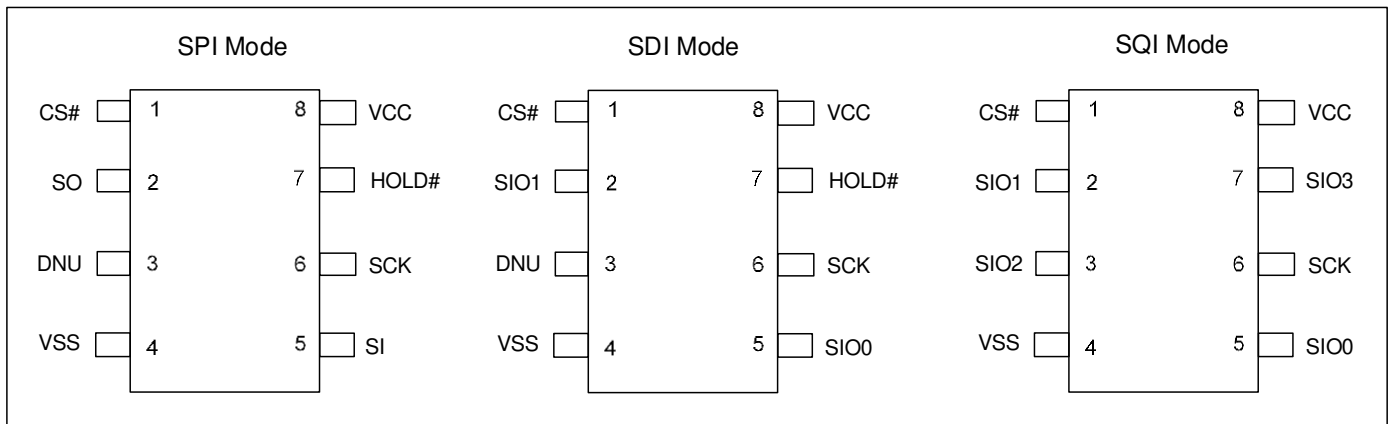 SPI Mode
CS# 1 8 VCC
SO 2 7 HOLD#
DNU 3 6 SCK
VSS 4 5 SI
SDI Mode
CS# 1 8 VCC
SIO1 2 7 HOLD#
DNU 3 6 SCK
VSS 4 5 SIO0
SQI Mode
CS# 1 8 VCC
SIO1 2 7 SIO3
SIO2 3 6 SCK
VSS 4 5 SIO0